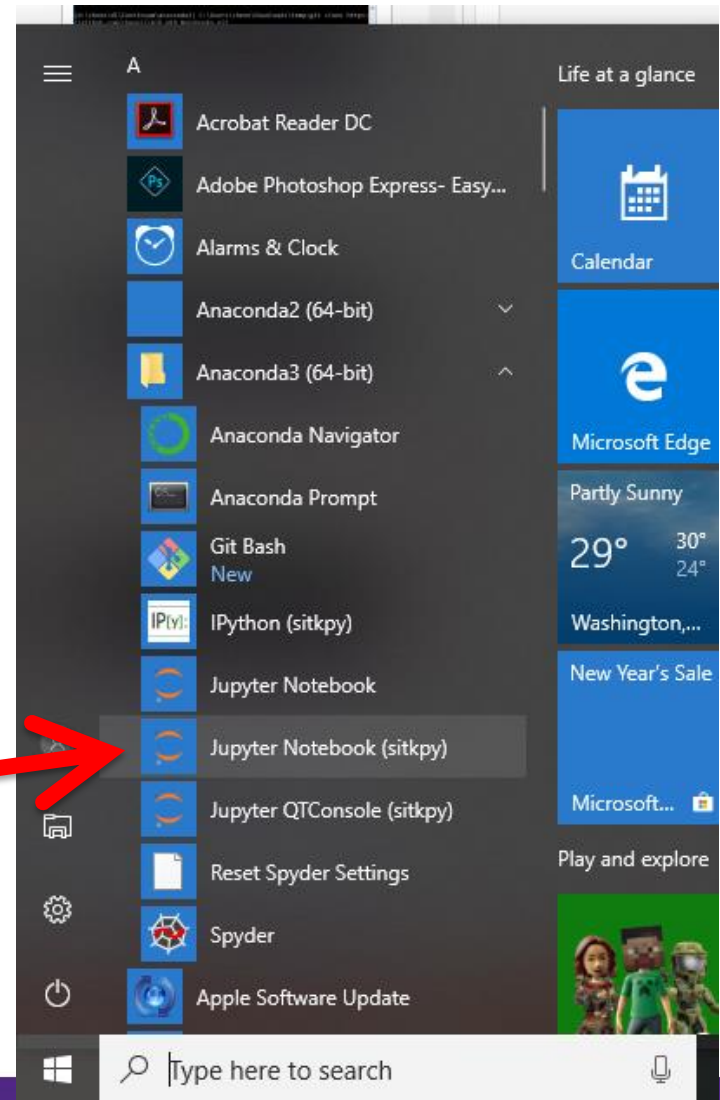 A
Acrobat Reader DC
Ps
Adobe Photoshop Express- Easy...
Alarms & Clock
Anaconda2 (64-bit)
Anaconda3 (64-bit)
Anaconda Navigator
Anaconda Prompt
Git Bash
New
IP[y]:
IPython (sitkpy)
Jupyter Notebook
Jupyter Notebook (sitkpy)
Jupyter QTConsole (sitkpy)
Reset Spyder Settings
Spyder
Apple Software Update
Type here to search
Life at a glance
Calendar
Microsoft Edge
Partly Sunny
29° 30°
24°
Washington,...
New Year's Sale
Microsoft...
Play and explore